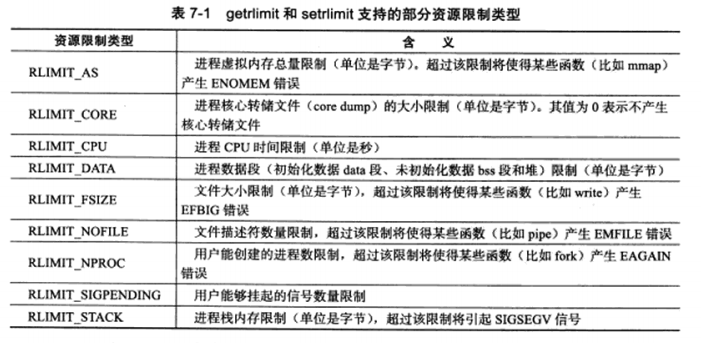 表 7-1 getrlimit 和 setrlimit 支持的部分资源限制类型
资源限制类型
含 义
RLIMIT_AS
进程虚拟内存总量限制（单位是字节）。超过该限制将使得某些函数（比如 mmap）
产生 ENOMEM 错误
RLIMIT_CORE
进程核心转储文件（core dump）的大小限制（单位是字节）。其值为 0 表示不产生
核心转储文件
RLIMIT_CPU
进程 CPU 时间限制（单位是秒）
RLIMIT_DATA
进程数据段（初始化数据 data 段、未初始化数据 bss 段和堆）限制（单位是字节）
RLIMIT_FSIZE
文件大小限制（单位是字节），超过该限制将使得某些函数（比如 write）产生
EFBIG 错误
RLIMIT_NOFILE
文件描述符数量限制，超过该限制将使得某些函数（比如 pipe）产生 EMFILE 错误
RLIMIT_NPROC
用户能创建的进程数限制，超过该限制将使得某些函数（比如 fork）产生 EAGAIN
错误
RLIMIT_SIGPENDING
用户能够挂起的信号数量限制
RLIMIT_STACK
进程栈内存限制（单位是字节），超过该限制将引起 SIGSEGV 信号